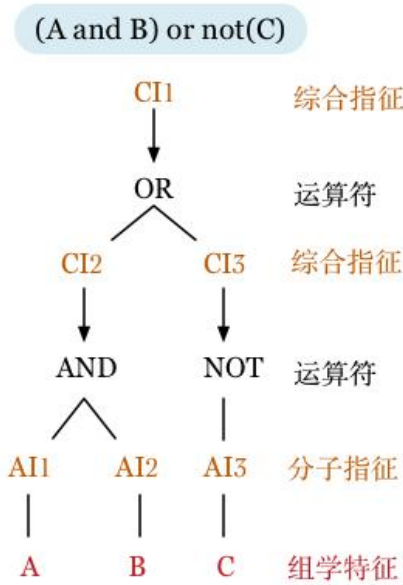 (A and B) or not(C)
CI1 综合指征
OR 运算符
CI2 CI3 综合指征
AND NOT 运算符
AI1 AI2 AI3 分子指征
A B C 组学特征